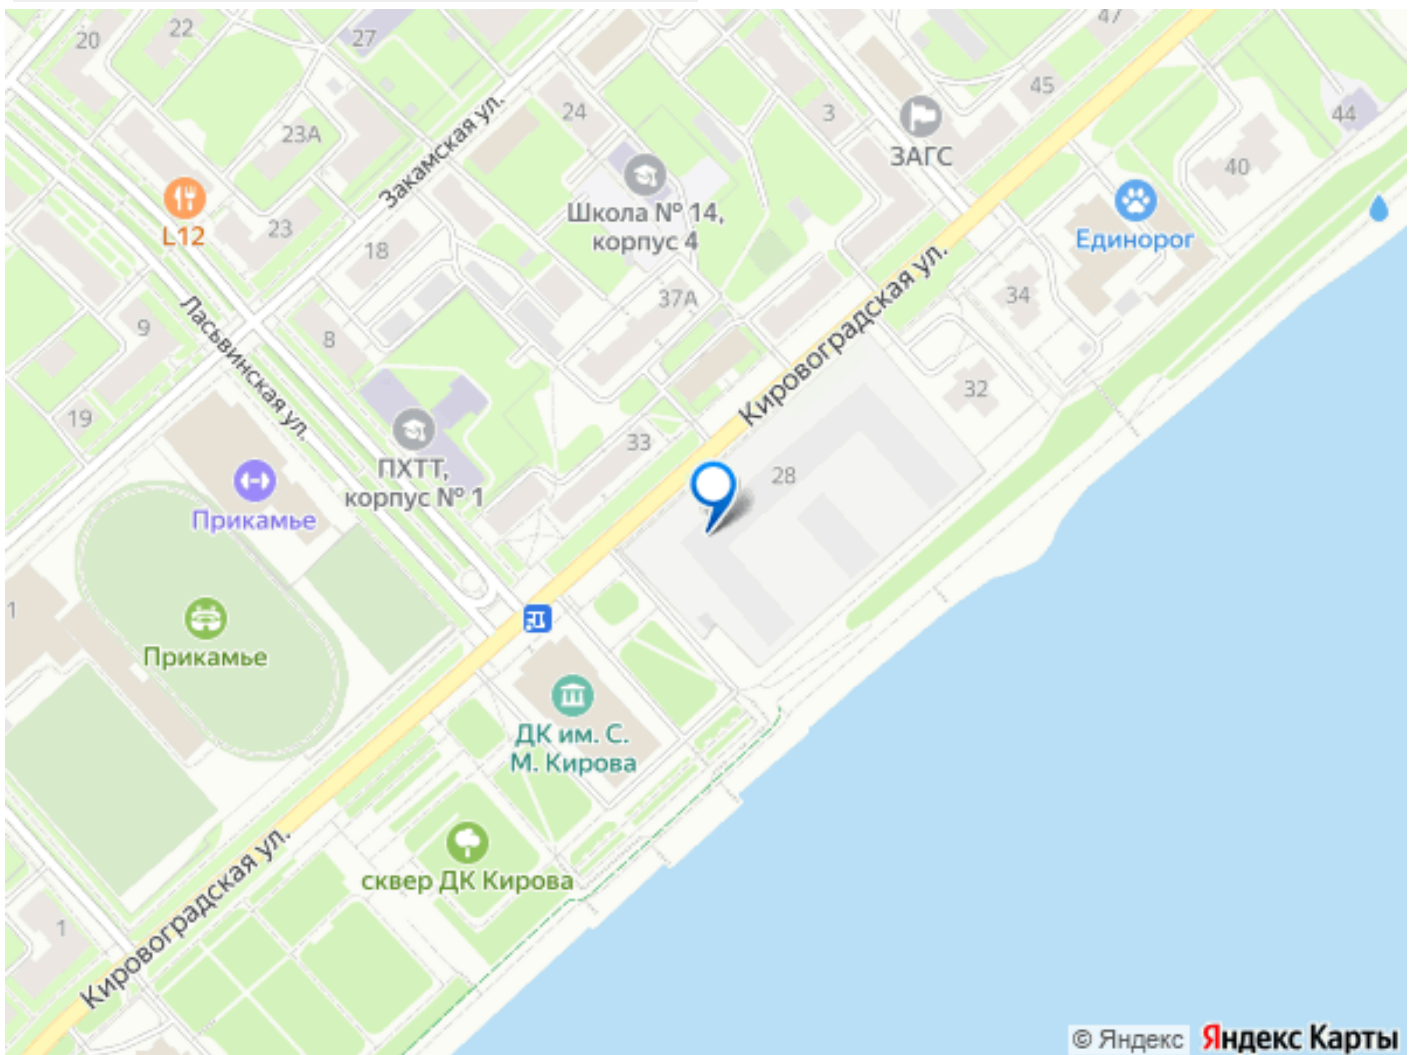 47
22
20
27
45
24
3
44
23А
Закамская ул.
ЗАГС
40
Школа № 14,
корпус 4
L12
23
18
Единорог
Кировоградская ул.
37А
34
9
8
Ласьвинская ул.
32
19
33
ПХТТ,
корпус № 1
28
Прикамье
1
Прикамье
ДК им. С.
М. Кирова
сквер ДК Кирова
Кировоградская ул.
1
© Яндекс Яндекс Карты